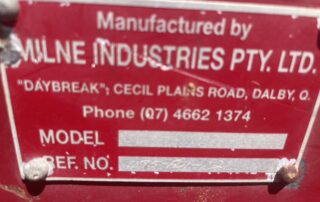 Manufactured by
MILNE INDUSTRIES PTY. LTD.
"DAYBREAK"; CECIL PLAINS ROAD, DALBY, Q.
Phone (07) 4662 1374
MODEL
REF. NO.